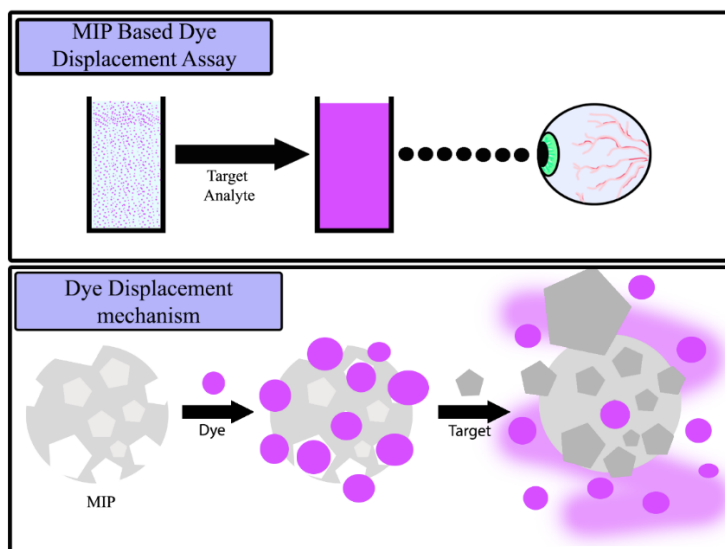 MIP Based Dye
Displacement Assay
Target
Analyte
Dye Displacement
mechanism
Dye
Target
MIP